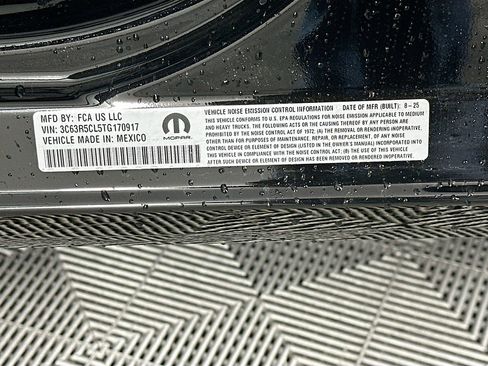 MFD BY: FCA US LLC
VIN: 3C63R5CL5TG170917
VEHICLE MADE IN: MEXICO
MOPAR
VEHICLE NOISE EMISSION CONTROL INFORMATION DATE OF MFR (BUILT): 8 - 25
THIS VEHICLE CONFORMS TO U.S. EPA REGULATIONS FOR NOISE EMISSION APPLICABLE TO MEDIUM
AND HEAVY TRUCKS. THE FOLLOWING ACTS OR THE CAUSING THEREOF BY ANY PERSON ARE
PROHIBITED BY THE NOISE CONTROL ACT OF 1972, (A) THE REMOVAL OR RENDERING INOPERATIVE,
OTHER THAN FOR PURPOSES OF MAINTENANCE, REPAIR, OR REPLACEMENT, OF ANY NOISE CONTROL
DEVICE OR ELEMENT OF DESIGN (LISTED IN THE OWNER'S MANUAL) INCORPORATED INTO
THIS VEHICLE IN COMPLIANCE WITH THE NOISE CONTROL ACT; (B) THE USE OF THIS VEHICLE
AFTER SUCH DEVICE OR ELEMENT OF DESIGN HAS BEEN REMOVED OR RENDERED INOPERATIVE.